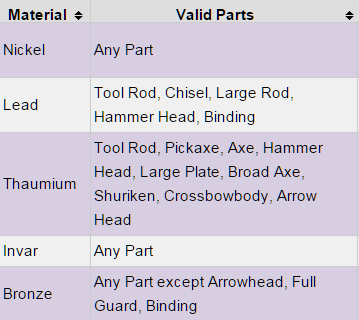 Material Valid Parts
Nickel Any Part
Lead Tool Rod, Chisel, Large Rod,
Hammer Head, Binding
Thaumium Tool Rod, Pickaxe, Axe, Hammer
Head, Large Plate, Broad Axe,
Shuriken, Crossbowbody, Arrow
Head
Invar Any Part
Bronze Any Part except Arrowhead, Full
Guard, Binding